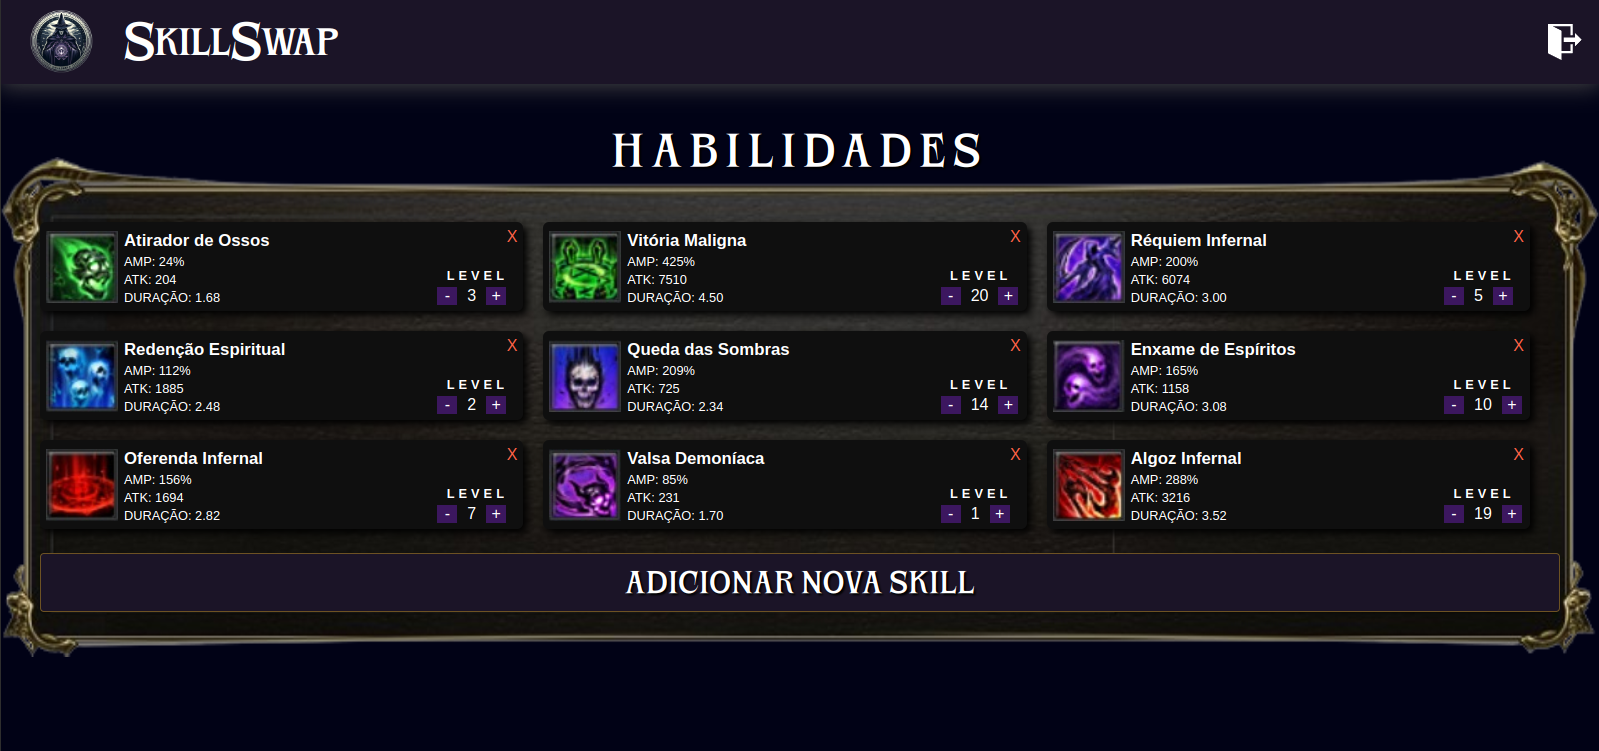 SkillSwap
HABILIDADES
Atirador de Ossos
X
AMP: 24%
ATK: 204
DURAÇÃO: 1.68
LEVEL
- 3 +
Vitória Maligna
X
AMP: 425%
ATK: 7510
DURAÇÃO: 4.50
LEVEL
- 20 +
Réquiem Infernal
X
AMP: 200%
ATK: 6074
DURAÇÃO: 3.00
LEVEL
- 5 +
Redenção Espiritual
X
AMP: 112%
ATK: 1885
DURAÇÃO: 2.48
LEVEL
- 2 +
Queda das Sombras
X
AMP: 209%
ATK: 725
DURAÇÃO: 2.34
LEVEL
- 14 +
Enxame de Espíritos
X
AMP: 165%
ATK: 1158
DURAÇÃO: 3.08
LEVEL
- 10 +
Oferenda Infernal
X
AMP: 156%
ATK: 1694
DURAÇÃO: 2.82
LEVEL
- 7 +
Valsa Demoníaca
X
AMP: 85%
ATK: 231
DURAÇÃO: 1.70
LEVEL
- 1 +
Algoz Infernal
X
AMP: 288%
ATK: 3216
DURAÇÃO: 3.52
LEVEL
- 19 +
ADICIONAR NOVA SKILL